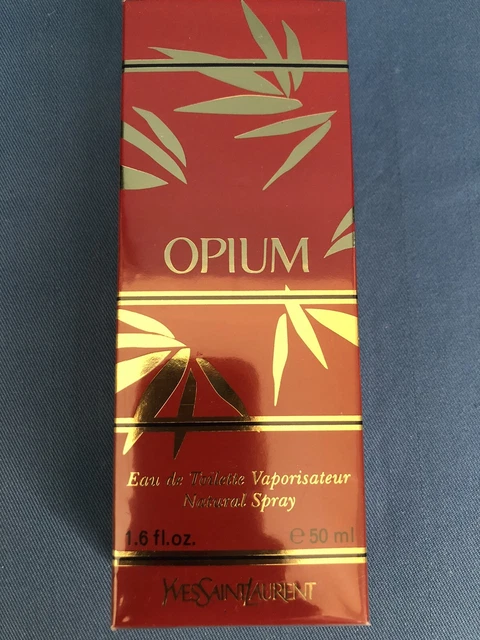 OPIUM
Eau de Toilette Vaporisateur
Natural Spray
1.6 fl.oz. ℮ 50 ml
YVESSAINTLAURENT